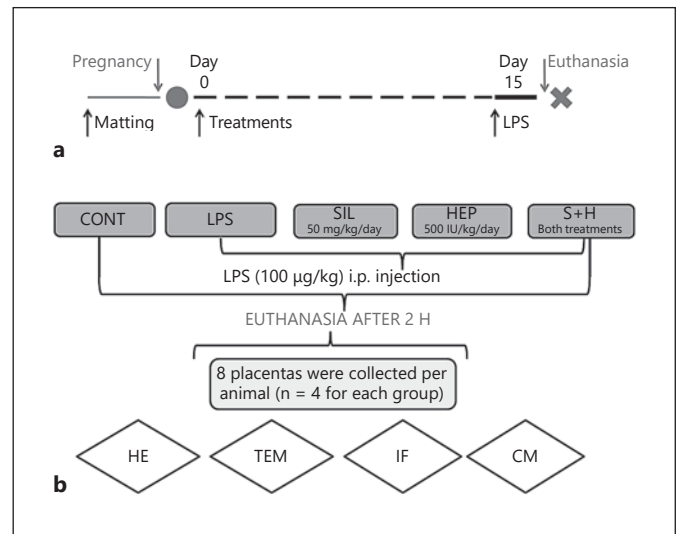 Pregnancy Day Day Euthanasia
0 15
Matting Treatments LPS
a
CONT LPS SIL HEP S+H
50 mg/kg/day 500 IU/kg/day Both treatments
LPS (100 µg/kg) i.p. injection
EUTHANASIA AFTER 2 H
8 placentas were collected per
animal (n = 4 for each group)
HE TEM IF CM
b